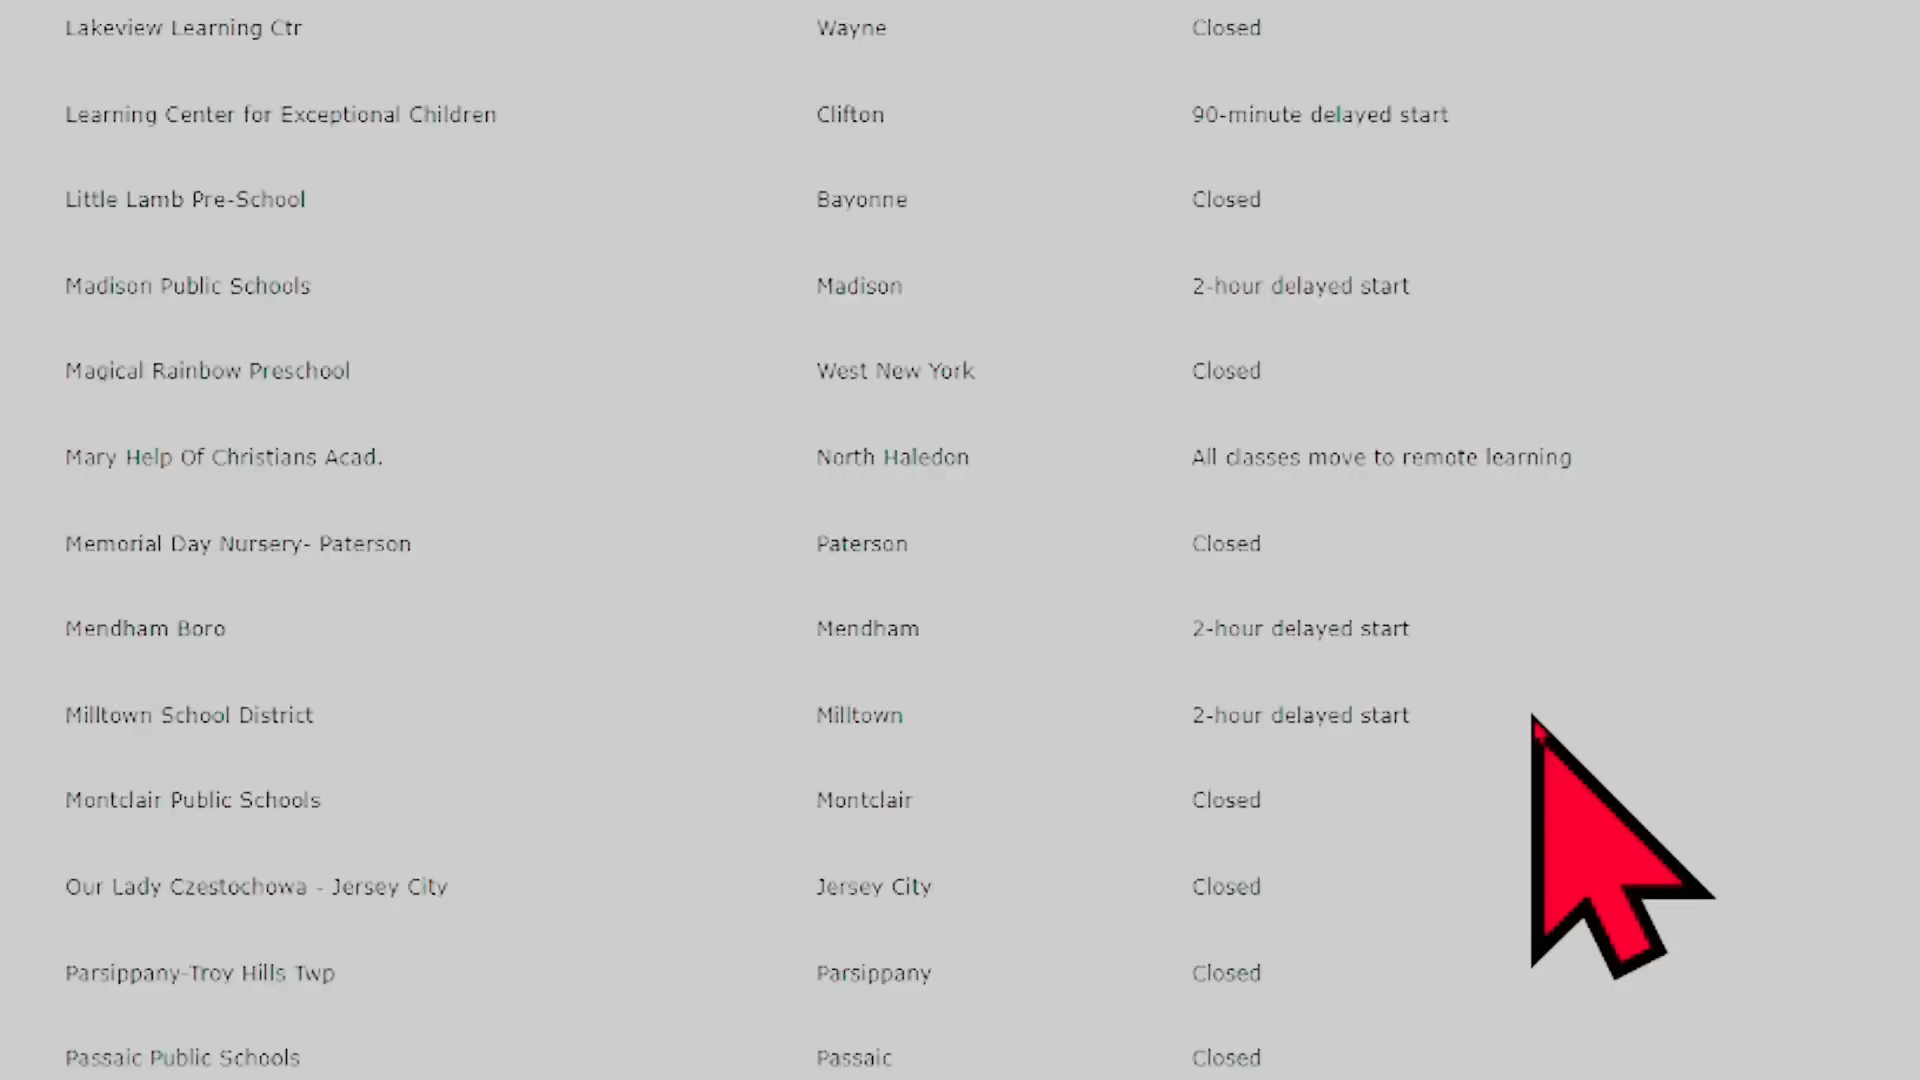 Lakeview Learning Ctr Wayne Closed
Learning Center for Exceptional Children Clifton 90-minute delayed start
Little Lamb Pre-School Bayonne Closed
Madison Public Schools Madison 2-hour delayed start
Magical Rainbow Preschool West New York Closed
Mary Help Of Christians Acad. North Haledon All classes move to remote learning
Memorial Day Nursery- Paterson Paterson Closed
Mendham Boro Mendham 2-hour delayed start
Milltown School District Milltown 2-hour delayed start
Montclair Public Schools Montclair Closed
Our Lady Czestochowa - Jersey City Jersey City Closed
Parsippany-Troy Hills Twp Parsippany Closed
Passaic Public Schools Passaic Closed